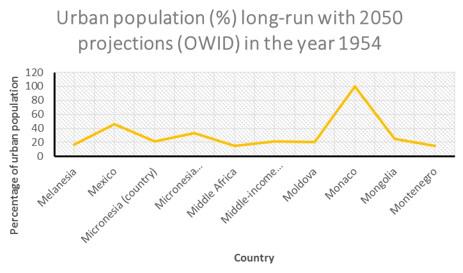 Urban population (%) long-run with 2050
projections (OWID) in the year 1954
Percentage of urban population
120
100
80
60
40
20
0
Melanesia
Mexico
Micronesia (country)
Micronesia...
Middle Africa
Middle-income...
Moldova
Monaco
Mongolia
Montenegro
Country